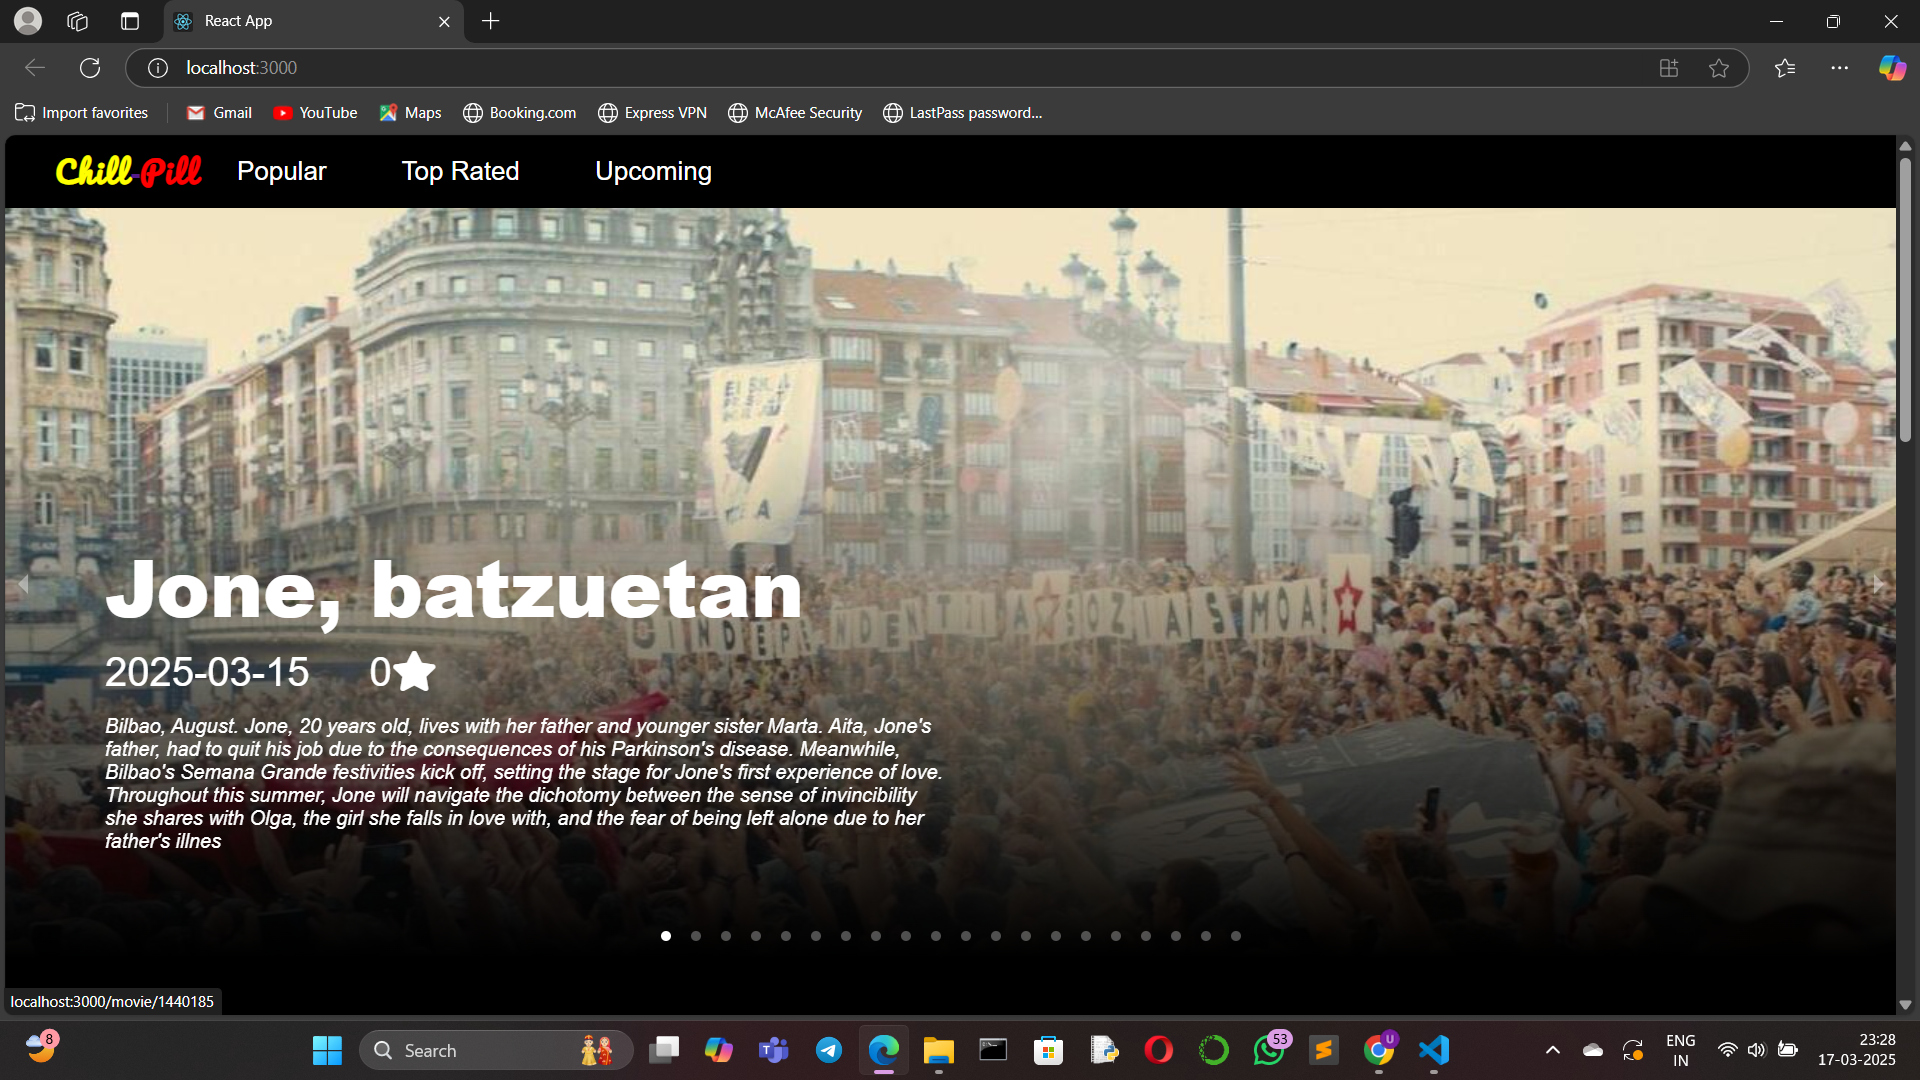 React App
localhost:3000
Import favorites
Gmail
YouTube
Maps
Booking.com
Express VPN
McAfee Security
LastPass password...
Chill-Pill
Popular
Top Rated
Upcoming
INDEPENDENTZIA SOZIALISMOA
Jone, batzuetan
2025-03-15 0
Bilbao, August. Jone, 20 years old, lives with her father and younger sister Marta. Aita, Jone's
father, had to quit his job due to the consequences of his Parkinson's disease. Meanwhile,
Bilbao's Semana Grande festivities kick off, setting the stage for Jone's first experience of love.
Throughout this summer, Jone will navigate the dichotomy between the sense of invincibility
she shares with Olga, the girl she falls in love with, and the fear of being left alone due to her
father's illnes
localhost:3000/movie/1440185
8
Search
53
U
ENG
IN
23:28
17-03-2025